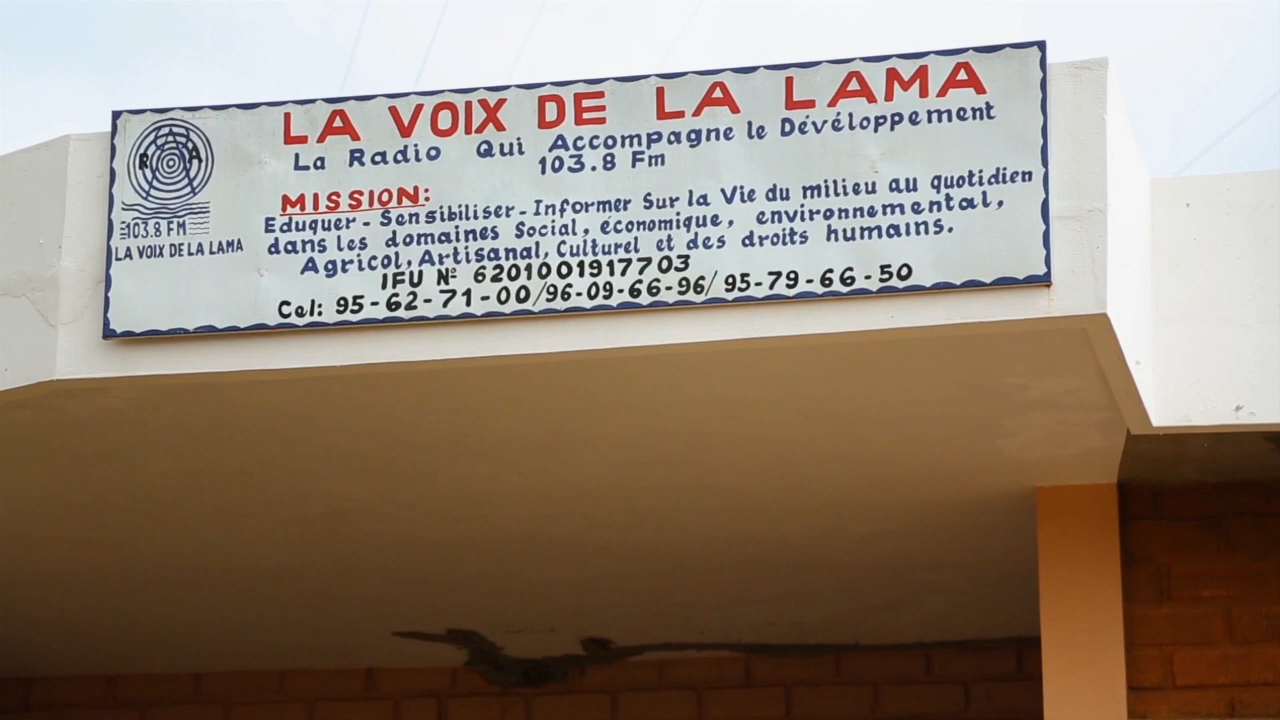 LA VOIX DE LA LAMA
La Radio Qui Accompagne le Développement
103.8 Fm
MISSION:
Eduquer - Sensibiliser - Informer Sur la Vie du milieu au quotidien
dans les domaines Social, économique, environnemental,
Agricol, Artisanal, Culturel et des droits humains.
IFU № 6201001917703
Cel: 95-62-71-00/96-09-66-96/95-79-66-50
R A A
103.8 FM
LA VOIX DE LA LAMA